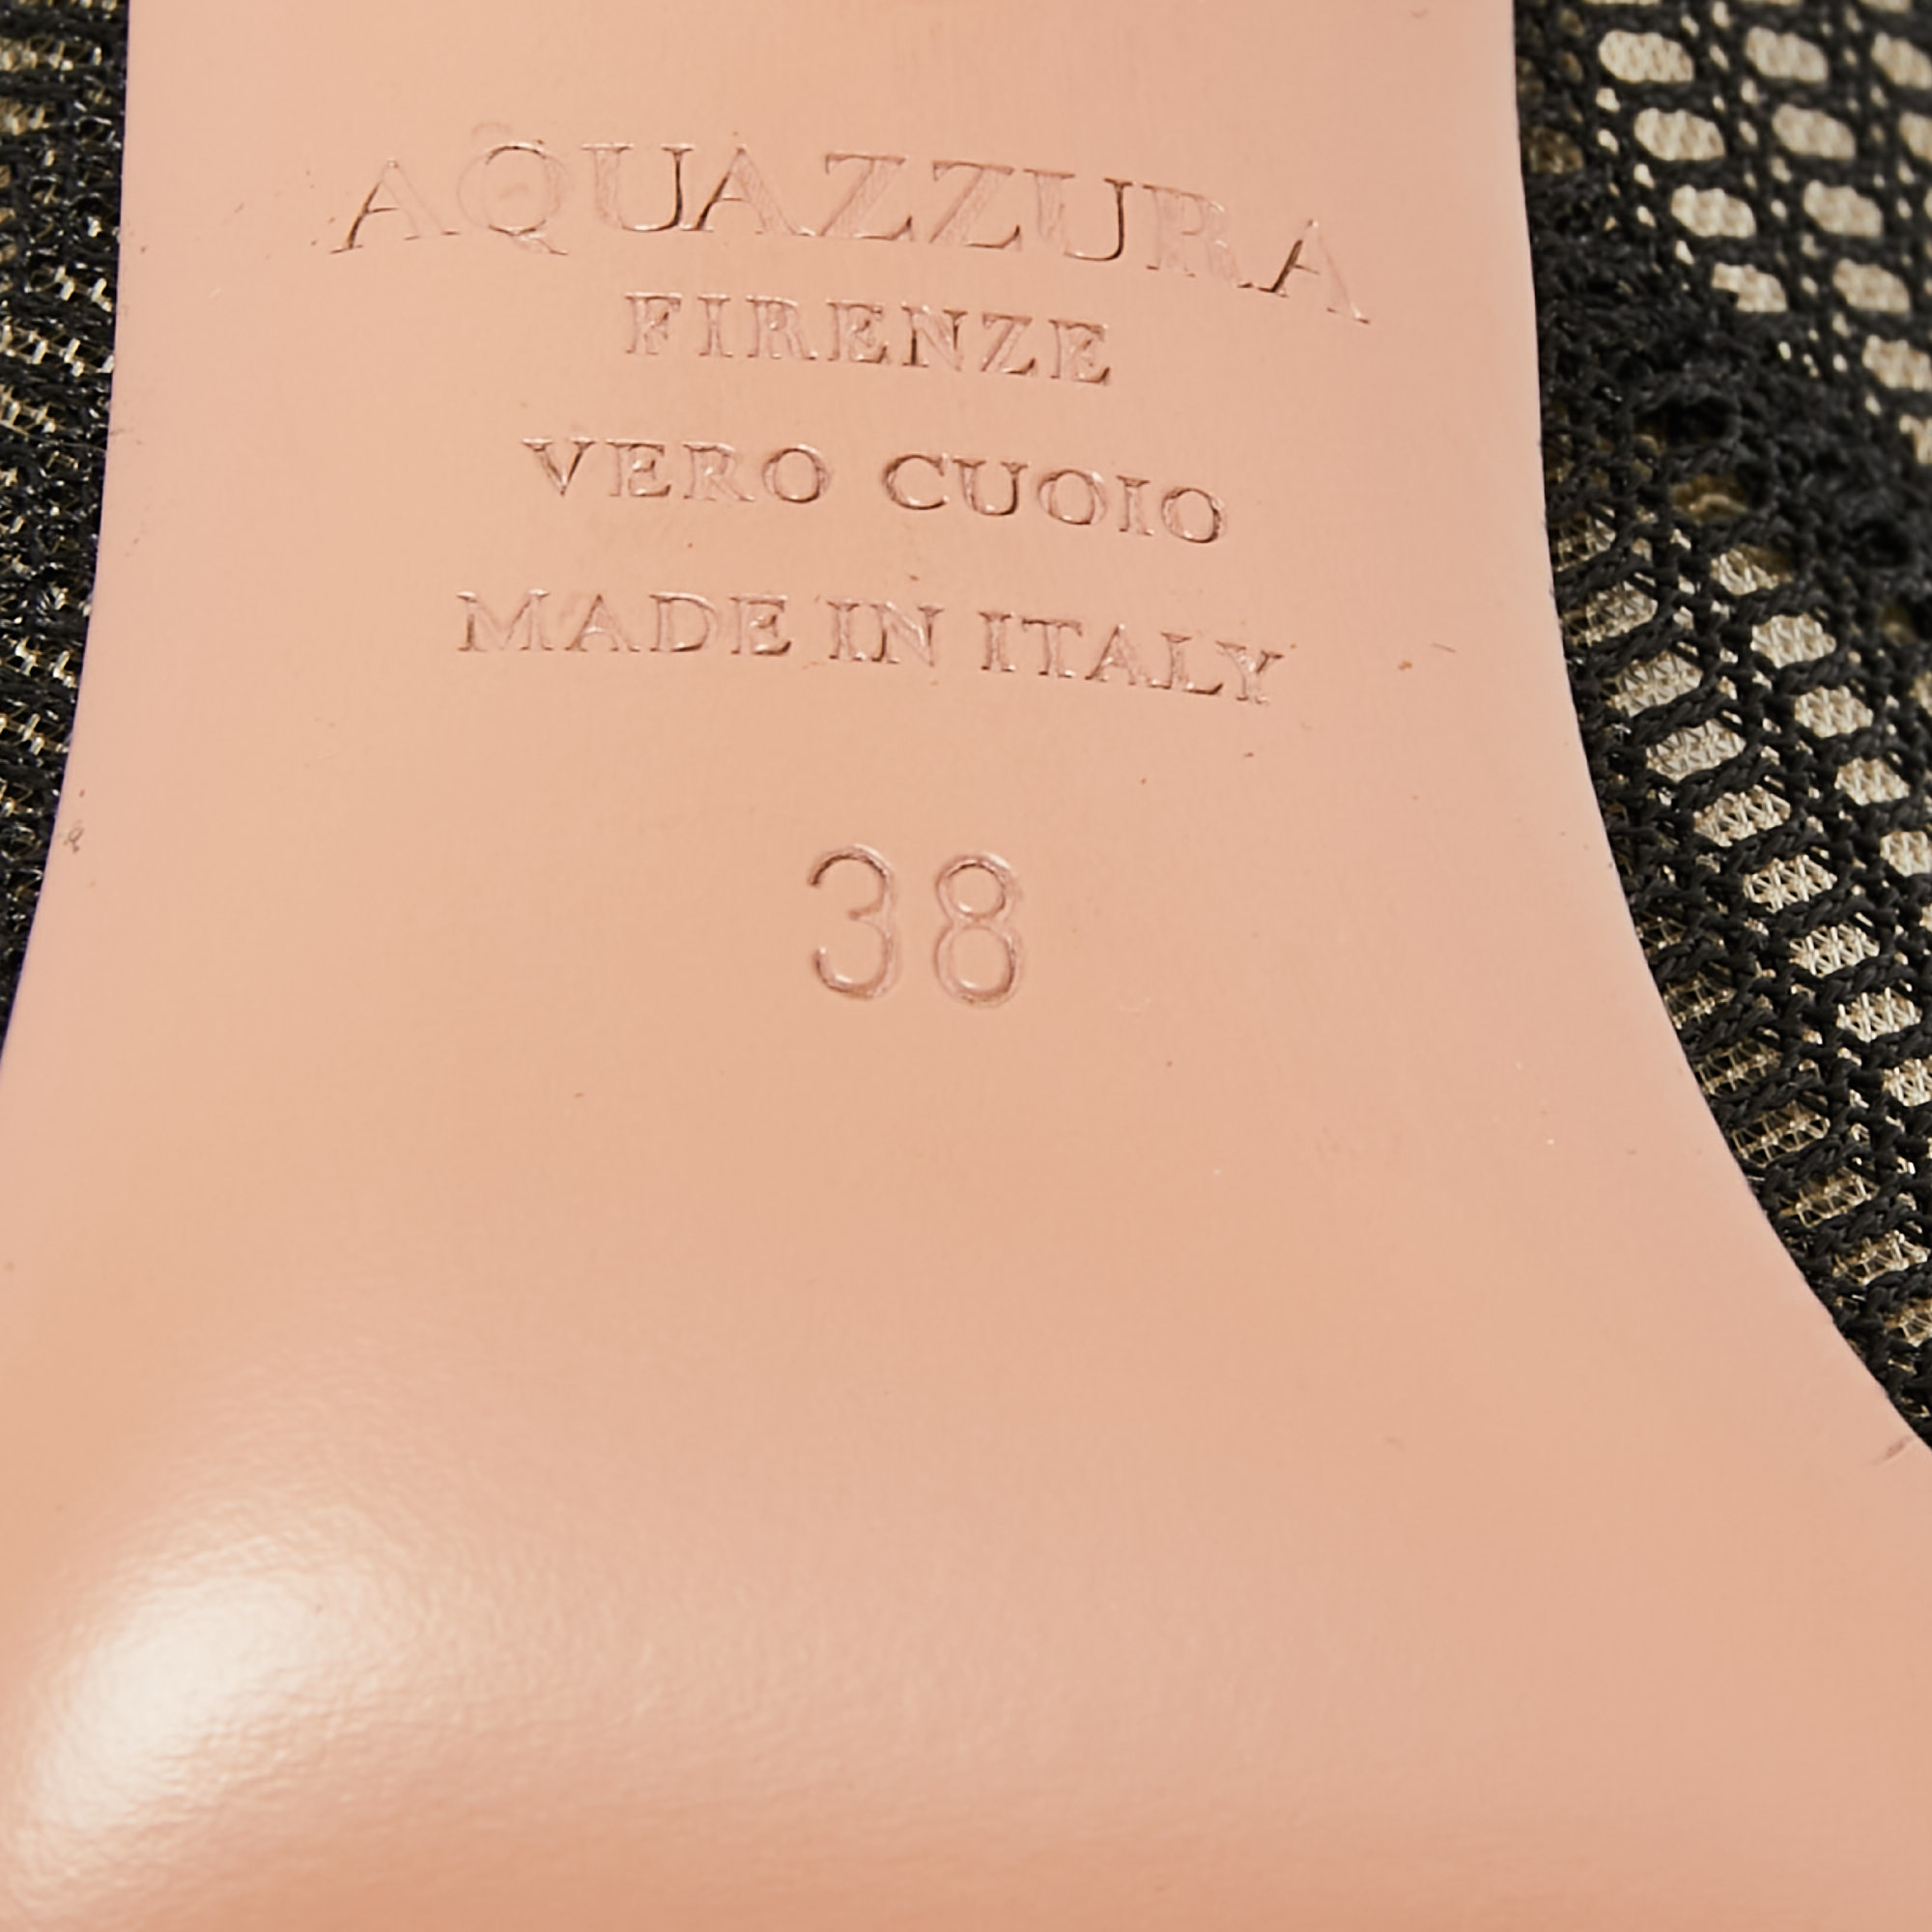 AQUAZZURA
FIRENZE
VERO CUOIO
MADE IN ITALY
38